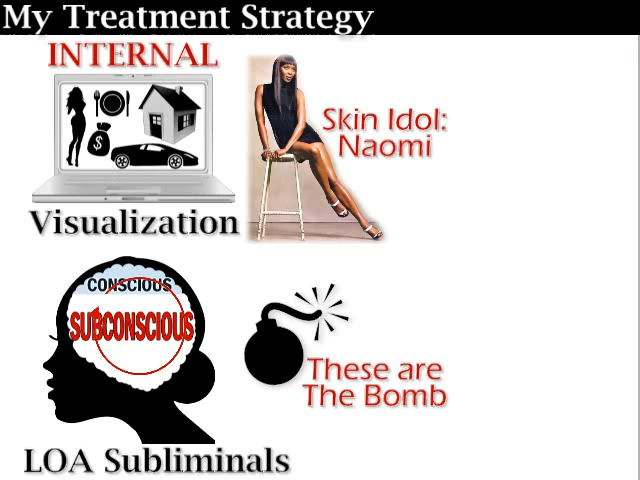 My Treatment Strategy
INTERNAL
Skin Idol:
Naomi
$
Visualization
CONSCIOUS
SUBCONSCIOUS
These are
The Bomb
LOA Subliminals